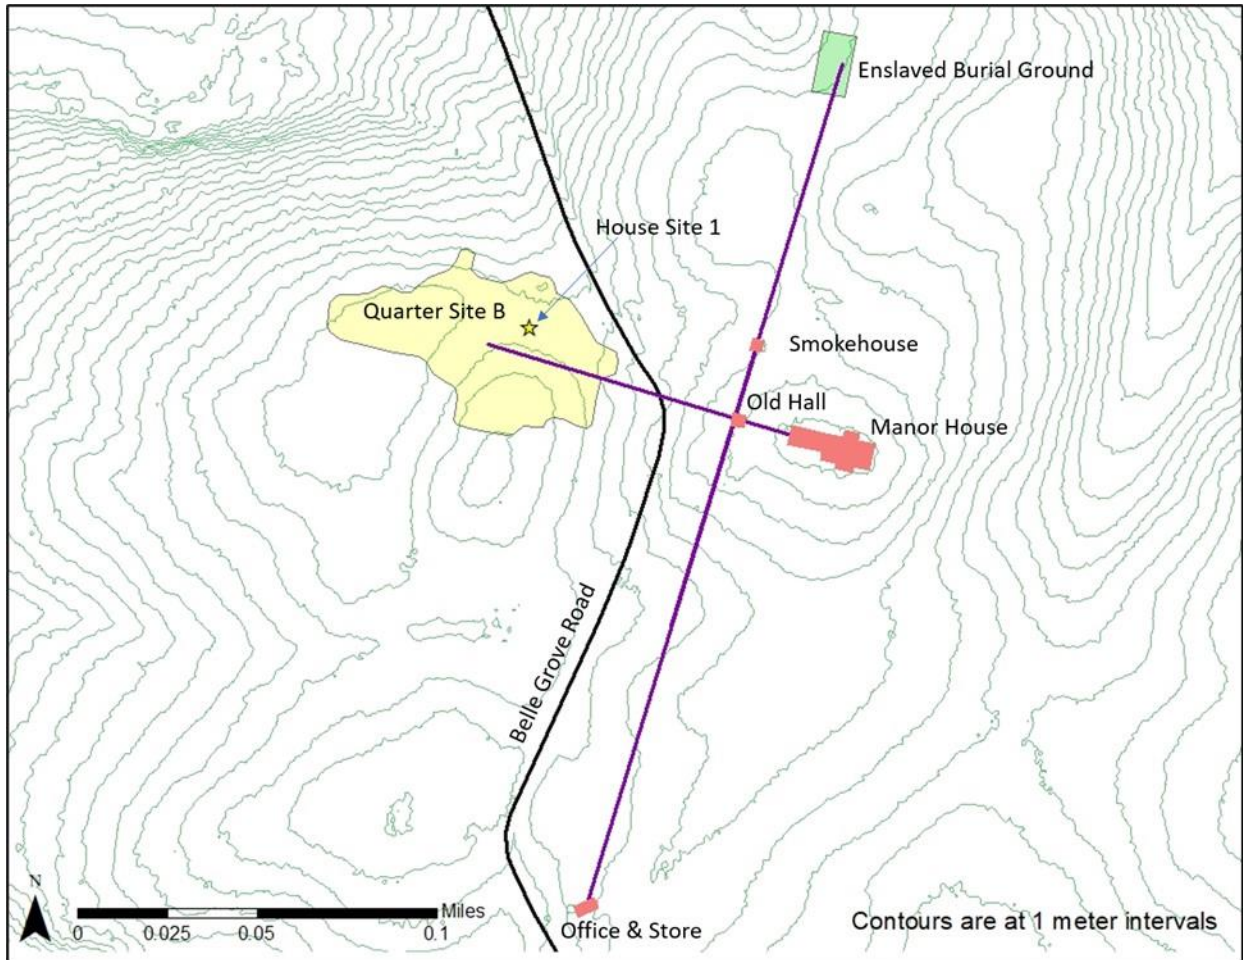 Enslaved Burial Ground
House Site 1
Quarter Site B
Smokehouse
Old Hall
Manor House
Belle Grove Road
N
Miles
0 0.025 0.05 0.1
Office & Store
Contours are at 1 meter intervals